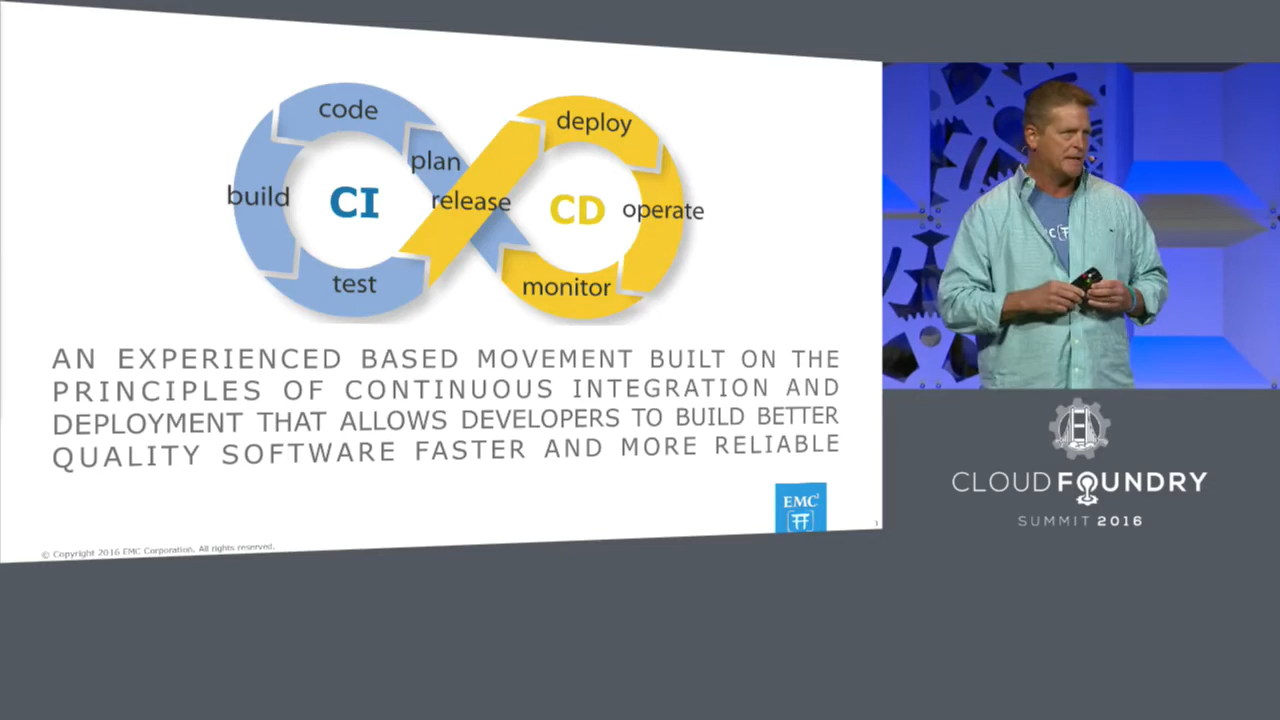 code
plan
build
CI
test
release
deploy
CD
operate
monitor
AN EXPERIENCED BASED MOVEMENT BUILT ON THE
PRINCIPLES OF CONTINUOUS INTEGRATION AND
DEPLOYMENT THAT ALLOWS DEVELOPERS TO BUILD BETTER
QUALITY SOFTWARE FASTER AND MORE RELIABLE
EMC²
© Copyright 2016 EMC Corporation. All rights reserved.
CLOUD FOUNDRY
SUMMIT 2016